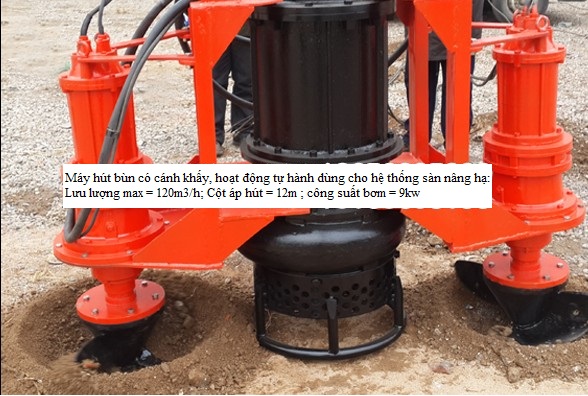 Máy hút bùn có cánh khấy, hoạt động tự hành dùng cho hệ thống sàn nâng hạ:
Lưu lượng max = 120m3/h; Cột áp hút = 12m ; công suất bơm = 9kw